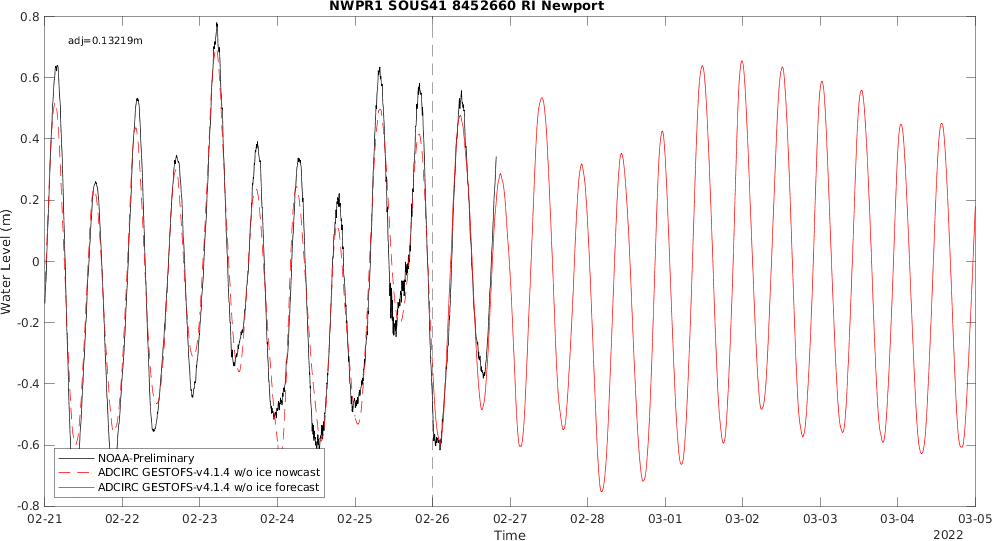 NWPR1 SOUS41 8452660 RI Newport
adj=0.13219m
0.8
0.6
0.4
0.2
0
-0.2
-0.4
-0.6
-0.8
Water Level (m)
NOAA-Preliminary
ADCIRC GESTOFS-v4.1.4 w/o ice nowcast
ADCIRC GESTOFS-v4.1.4 w/o ice forecast
02-21 02-22 02-23 02-24 02-25 02-26 02-27 02-28 03-01 03-02 03-03 03-04 03-05
Time
2022